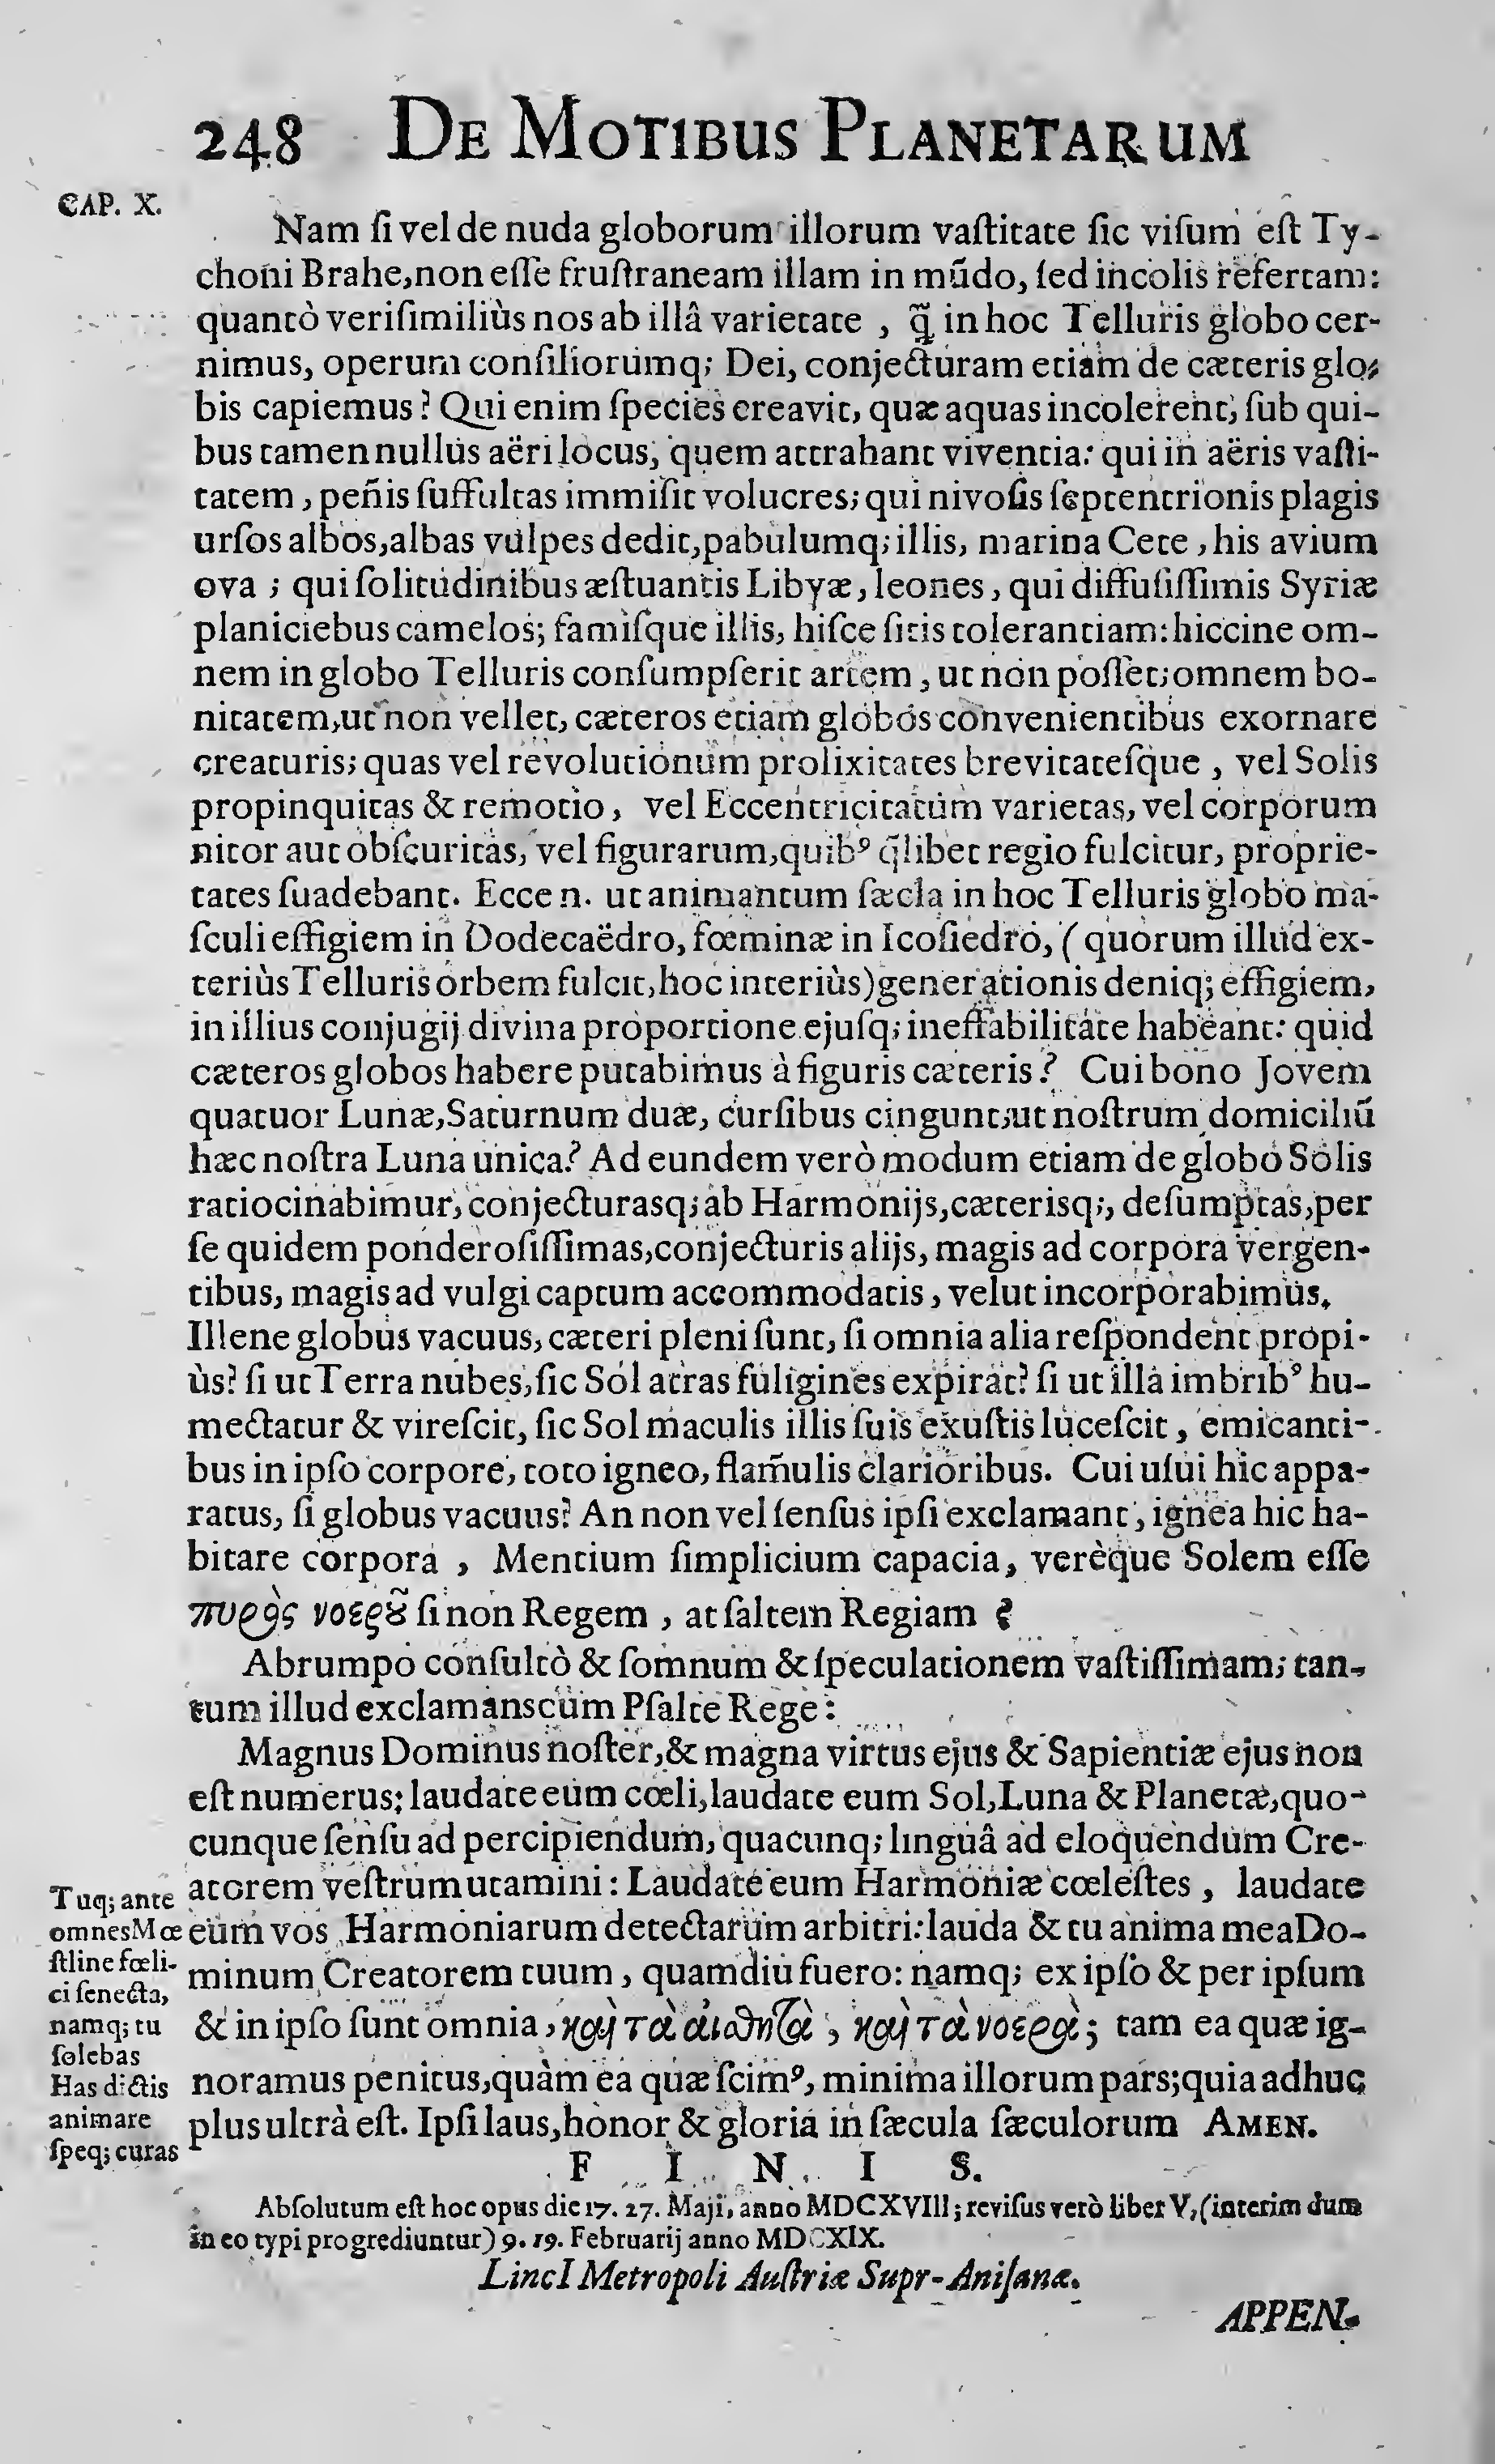 248 DE MOTIBUS PLANETARUM
CAP. X.
Nam ſi vel de nuda globorum illorum vaſtitate ſic viſum eſt Ty-
choni Brahe, non eſſe fruſtraneam illam in mũdo, ſed incolis refertam:
quantò veriſimiliùs nos ab illâ varietate, q̃ in hoc Telluris globo cer-
nimus, operum conſiliorumq; Dei, conjecturam etiam de cæteris glo-
bis capiemus? Qui enim ſpecies creavit, quæ aquas incolerent, ſub qui-
bus tamen nullus aëri locus, quem attrahant viventia: qui in aëris vaſti-
tatem, peñis ſuffultas immiſit volucres; qui nivoſis ſeptentrionis plagis
urſos albos, albas vulpes dedit, pabulumq; illis, marina Cete, his avium
ova; qui ſolitudinibus æſtuantis Libyæ, leones, qui diffuſiſſimis Syriæ
planiciebus camelos; famiſque illis, hiſce ſitis tolerantiam: hiccine om-
nem in globo Telluris conſumpſerit artem, ut non poſſet; omnem bo-
nitatem, ut non vellet, cæteros etiam globos convenientibus exornare
creaturis; quas vel revolutionum prolixitates brevitateſque, vel Solis
propinquitas & remotio, vel Eccentricitatum varietas, vel corporum
nitor aut obſcuritas, vel figurarum, quibꝰ q̃libet regio fulcitur, proprie-
tates ſuadebant. Ecce n. ut animantum ſæcla in hoc Telluris globo ma-
ſculi effigiem in Dodecaëdro, fœminæ in Icoſiedro, (quorum illud ex-
teriùs Telluris orbem fulcit, hoc interiùs) generationis deniq; effigiem,
in illius conjugij divina proportione ejuſq; ineffabilitate habeant: quid
cæteros globos habere putabimus à figuris cæteris? Cui bono Jovem
quatuor Lunæ, Saturnum duæ, curſibus cingunt; ut noſtrum domiciliũ
hæc noſtra Luna unica? Ad eundem verò modum etiam de globo Solis
ratiocinabimur, conjecturasq; ab Harmonijs, cæterisq;, deſumptas, per
ſe quidem ponderoſiſſimas, conjecturis alijs, magis ad corpora vergen-
tibus, magis ad vulgi captum accommodatis, velut incorporabimus.
Illene globus vacuus, cæteri pleni ſunt, ſi omnia alia reſpondent propi-
ùs? ſi ut Terra nubes, ſic Sol atras fuligines expirat? ſi ut illa imbribꝰ hu-
mectatur & vireſcit, ſic Sol maculis illis ſuis exuſtis luceſcit, emicanti-
bus in ipſo corpore, toto igneo, flam̃ulis clarioribus. Cui uſui hic appa-
ratus, ſi globus vacuus? An non vel ſenſus ipſi exclamant, ignea hic ha-
bitare corpora, Mentium ſimplicium capacia, verèque Solem eſſe
πυρὸς νοεροῦ ſi non Regem, at ſaltem Regiam?
Abrumpo conſultò & ſomnum & ſpeculationem vaſtiſſimam; tan-
tum illud exclamans cum Pſalte Rege:
Magnus Dominus noſter, & magna virtus ejus & Sapientiæ ejus non
eſt numerus: laudate eum cœli, laudate eum Sol, Luna & Planetæ, quo-
cunque ſenſu ad percipiendum, quacunq; linguâ ad eloquendum Cre-
atorem veſtrum utamini: Laudate eum Harmoniæ cœleſtes, laudate
eum vos Harmoniarum detectarum arbitri: lauda & tu anima mea Do-
minum Creatorem tuum, quamdiu fuero: namq; ex ipſo & per ipſum
& in ipſo ſunt omnia, καὶ τὰ αἰσθητὰ, καὶ τὰ νοερά; tam ea quæ ig-
noramus penitus, quàm ea quæ ſcimꝰ, minima illorum pars; quia adhuc
plus ultrà eſt. Ipſi laus, honor & gloria in ſæcula ſæculorum AMEN.
Tuq; ante
omnes Mœ
ſtline fœli-
ci ſenecta,
namq; tu
ſolebas
Has dictis
animare
ſpeq; curas
F I N I S.
Abſolutum eſt hoc opus die 17. 27. Maji, anno MDCXVIII; reviſus verò liber V, (interim dum
in eo typi progrediuntur) 9. 19. Februarij anno MDCXIX.
LincI Metropoli Auſtriæ Supr-Aniſanæ.
APPEN-